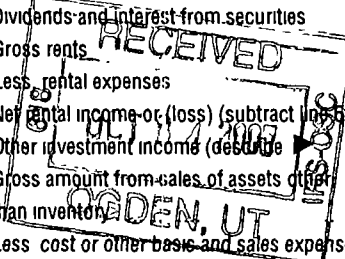 Dividends and interest from securities
Gross rents
RECEIVED
Less rental expenses
Net rental income or (loss) (subtract line
Other investment income (describe
Gross amount from sales of assets other
than inventory
OGDEN, UT
Less cost or other basis and sales expens